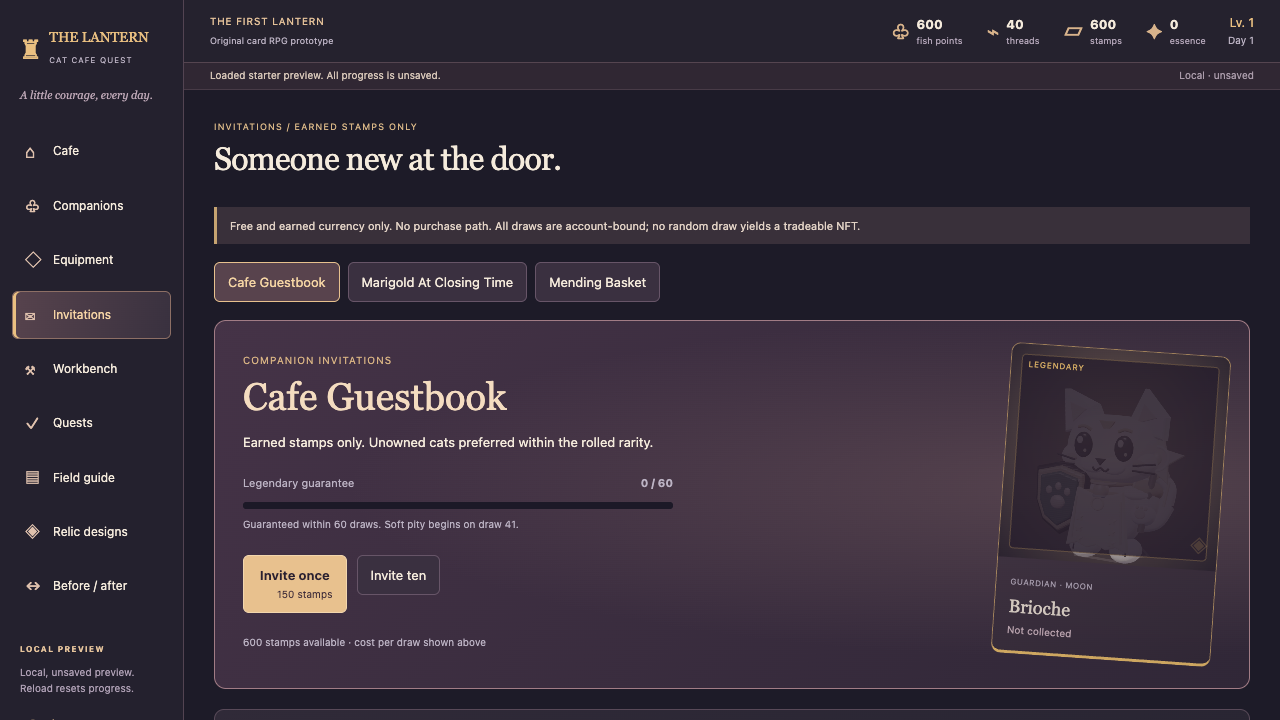 THE LANTERN
CAT CAFE QUEST
A little courage, every day.
Cafe
Companions
Equipment
Invitations
Workbench
Quests
Field guide
Relic designs
Before / after
LOCAL PREVIEW
Local, unsaved preview.
Reload resets progress.
THE FIRST LANTERN
Original card RPG prototype
600
fish points
40
threads
600
stamps
0
essence
Lv. 1
Day 1
Loaded starter preview. All progress is unsaved.
Local · unsaved
INVITATIONS / EARNED STAMPS ONLY
Someone new at the door.
Free and earned currency only. No purchase path. All draws are account-bound; no random draw yields a tradeable NFT.
Cafe Guestbook
Marigold At Closing Time
Mending Basket
COMPANION INVITATIONS
Cafe Guestbook
Earned stamps only. Unowned cats preferred within the rolled rarity.
Legendary guarantee
0 / 60
Guaranteed within 60 draws. Soft pity begins on draw 41.
Invite once
150 stamps
Invite ten
600 stamps available · cost per draw shown above
LEGENDARY
GUARDIAN · MOON
Brioche
Not collected